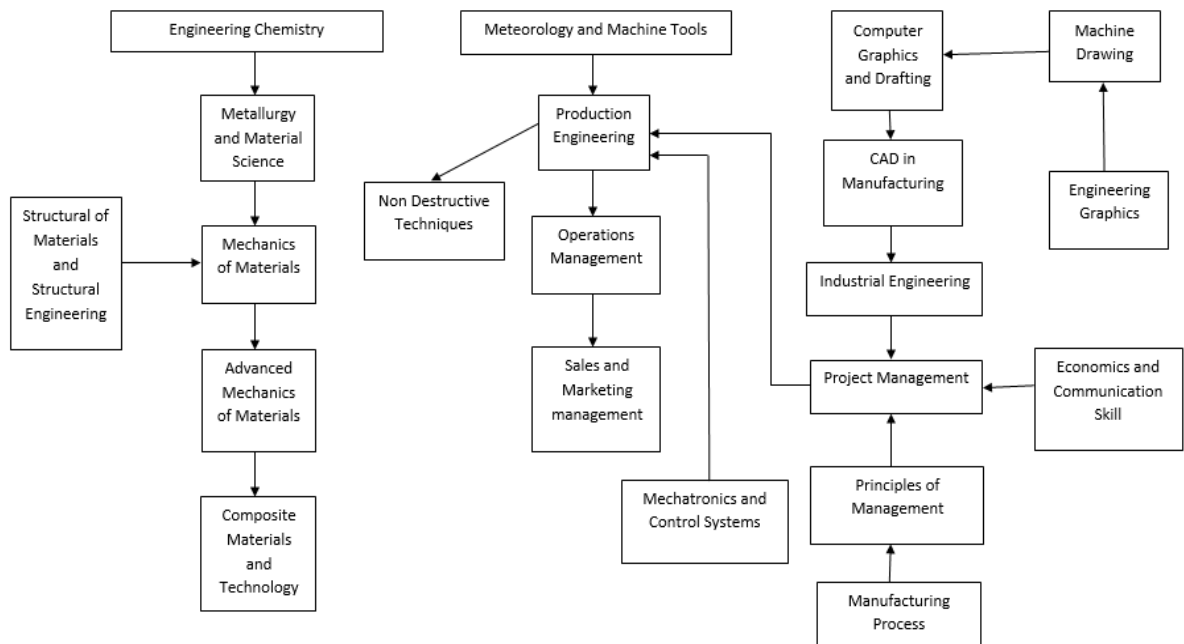 Engineering Chemistry
Metallurgy
and Material
Science
Structural of
Materials
and
Structural
Engineering
Mechanics
of Materials
Advanced
Mechanics
of Materials
Composite
Materials
and
Technology
Meteorology and Machine Tools
Production
Engineering
Non Destructive
Techniques
Operations
Management
Sales and
Marketing
management
Mechatronics and
Control Systems
Computer
Graphics
and Drafting
Machine
Drawing
CAD in
Manufacturing
Engineering
Graphics
Industrial Engineering
Project Management
Economics and
Communication
Skill
Principles of
Management
Manufacturing
Process